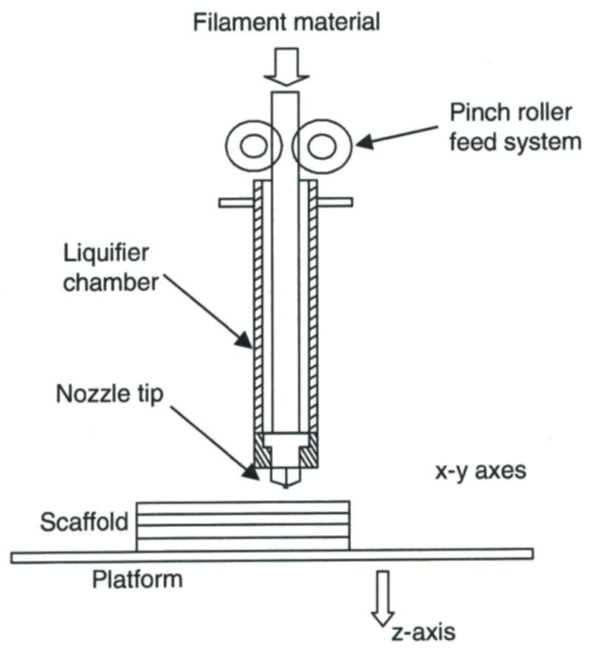 Filament material
Pinch roller
feed system
Liquifier
chamber
Nozzle tip
x-y axes
Scaffold
Platform
z-axis